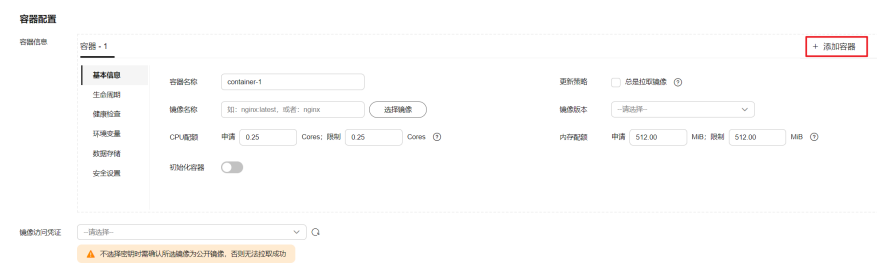 容器配置
容器信息
容器 - 1
+ 添加容器
基本信息
生命周期
健康检查
环境变量
数据存储
安全设置
容器名称 container-1
更新策略 总是拉取镜像
镜像名称 如：nginx:latest，或者：nginx 选择镜像
镜像版本 --请选择--
CPU配额 申请 0.25 Cores；限制 0.25 Cores
内存配额 申请 512.00 MiB；限制 512.00 MiB
初始化容器
镜像访问凭证 --请选择--
不选择密钥时需确认所选镜像为公开镜像，否则无法拉取成功